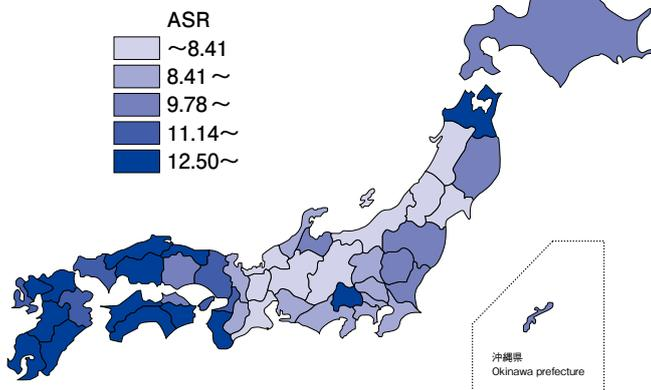 ASR
〜8.41
8.41〜
9.78〜
11.14〜
12.50〜
沖縄県
Okinawa prefecture